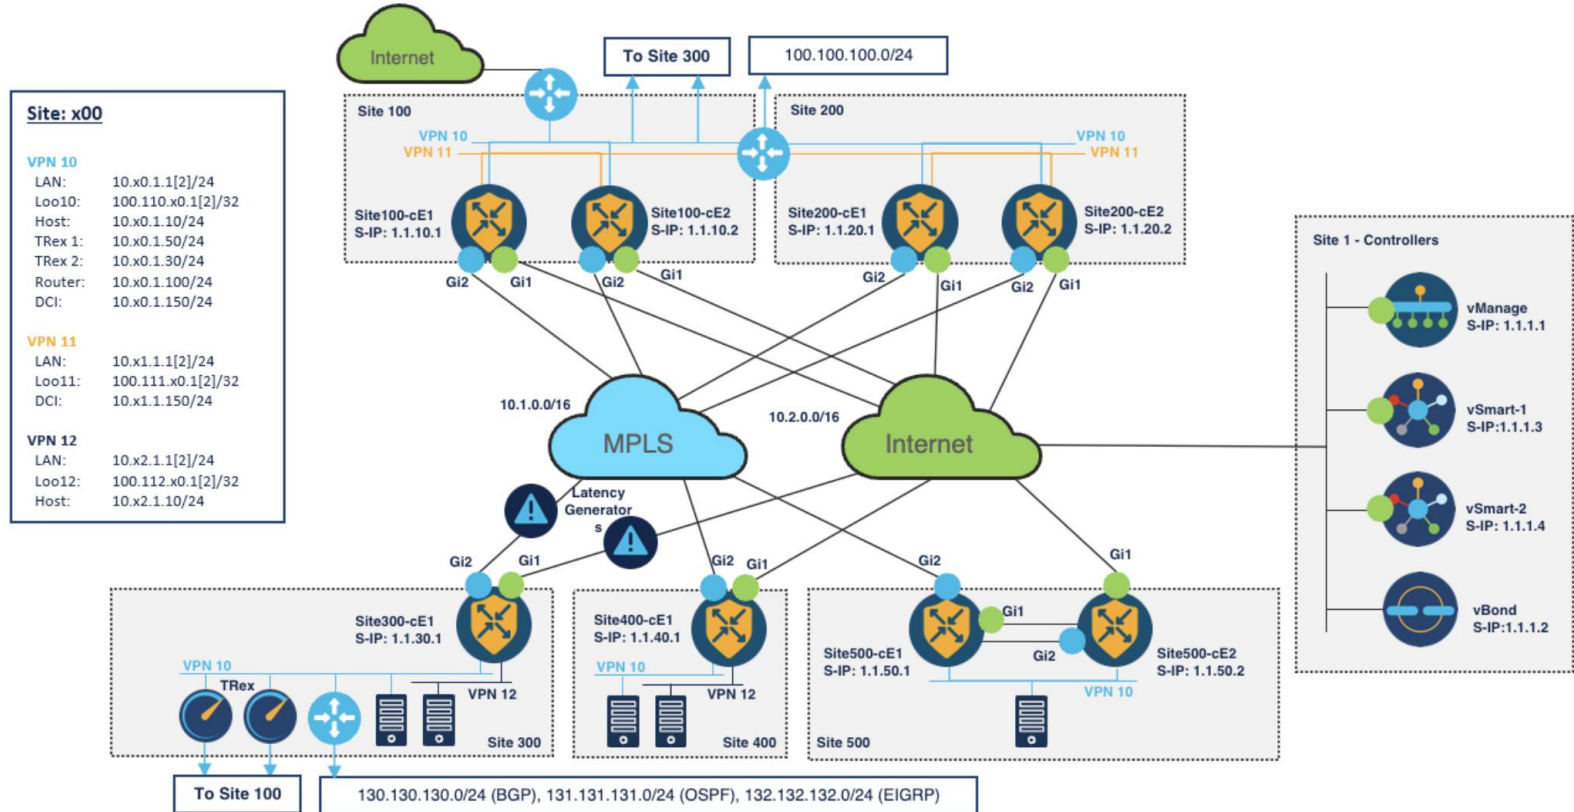 Internet
To Site 300
100.100.100.0/24
Site: x00
VPN 10
LAN: 10.x0.1.1[2]/24
Loo10: 100.110.x0.1[2]/32
Host: 10.x0.1.10/24
TRex 1: 10.x0.1.50/24
TRex 2: 10.x0.1.30/24
Router: 10.x0.1.100/24
DCI: 10.x0.1.150/24
VPN 11
LAN: 10.x1.1.1[2]/24
Loo11: 100.111.x0.1[2]/32
DCI: 10.x1.1.150/24
VPN 12
LAN: 10.x2.1.1[2]/24
Loo12: 100.112.x0.1[2]/32
Host: 10.x2.1.10/24
Site 100
VPN 10
VPN 11
Site100-cE1
S-IP: 1.1.10.1
Site100-cE2
S-IP: 1.1.10.2
Gi2
Gi1
Gi2
Gi1
Site 200
VPN 10
VPN 11
Site200-cE1
S-IP: 1.1.20.1
Site200-cE2
S-IP: 1.1.20.2
Gi2
Gi1
Gi2
Gi1
Site 1 - Controllers
vManage
S-IP: 1.1.1.1
vSmart-1
S-IP:1.1.1.3
vSmart-2
S-IP: 1.1.1.4
vBond
S-IP:1.1.1.2
10.1.0.0/16
MPLS
10.2.0.0/16
Internet
Latency
Generator
s
Gi2
Gi1
Site300-cE1
S-IP: 1.1.30.1
VPN 10
TRex
VPN 12
Site 300
Gi2
Gi1
Site400-cE1
S-IP: 1.1.40.1
VPN 10
VPN 12
Site 400
Gi2
Gi1
Gi1
Gi2
Site500-cE1
S-IP: 1.1.50.1
Site500-cE2
S-IP: 1.1.50.2
VPN 10
Site 500
To Site 100
130.130.130.0/24 (BGP), 131.131.131.0/24 (OSPF), 132.132.132.0/24 (EIGRP)